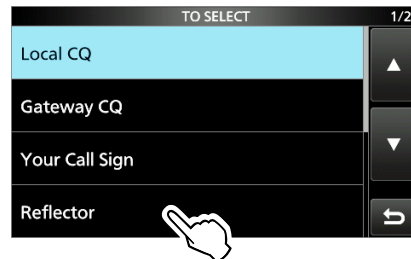 TO SELECT 1/2
Local CQ
Gateway CQ
Your Call Sign
Reflector